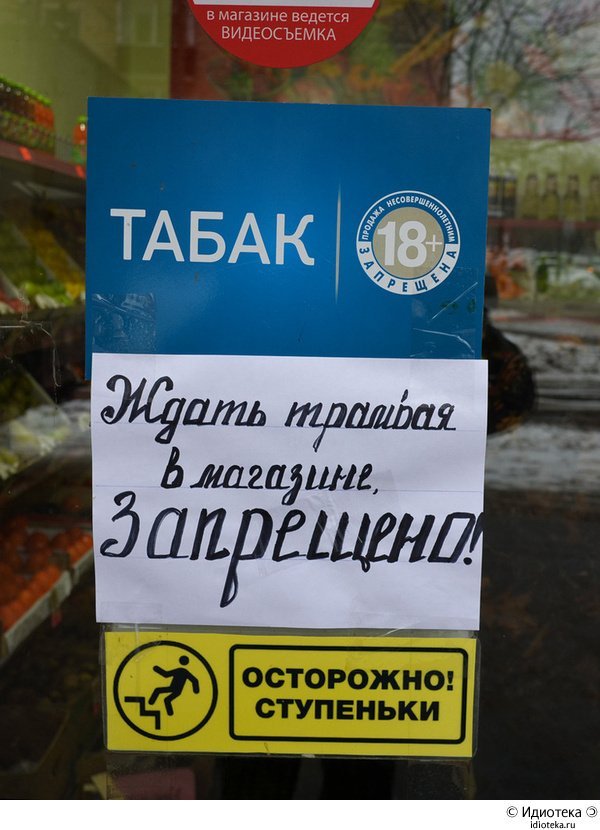 в магазине ведется
ВИДЕОСЪЕМКА
ТАБАК
ПРОДАЖА НЕСОВЕРШЕННОЛЕТНИМ
18+
ЗАПРЕЩЕНА
Ждать трамвая
в магазине,
Запрещено!
ОСТОРОЖНО!
СТУПЕНЬКИ
© Идиотека
idioteka.ru